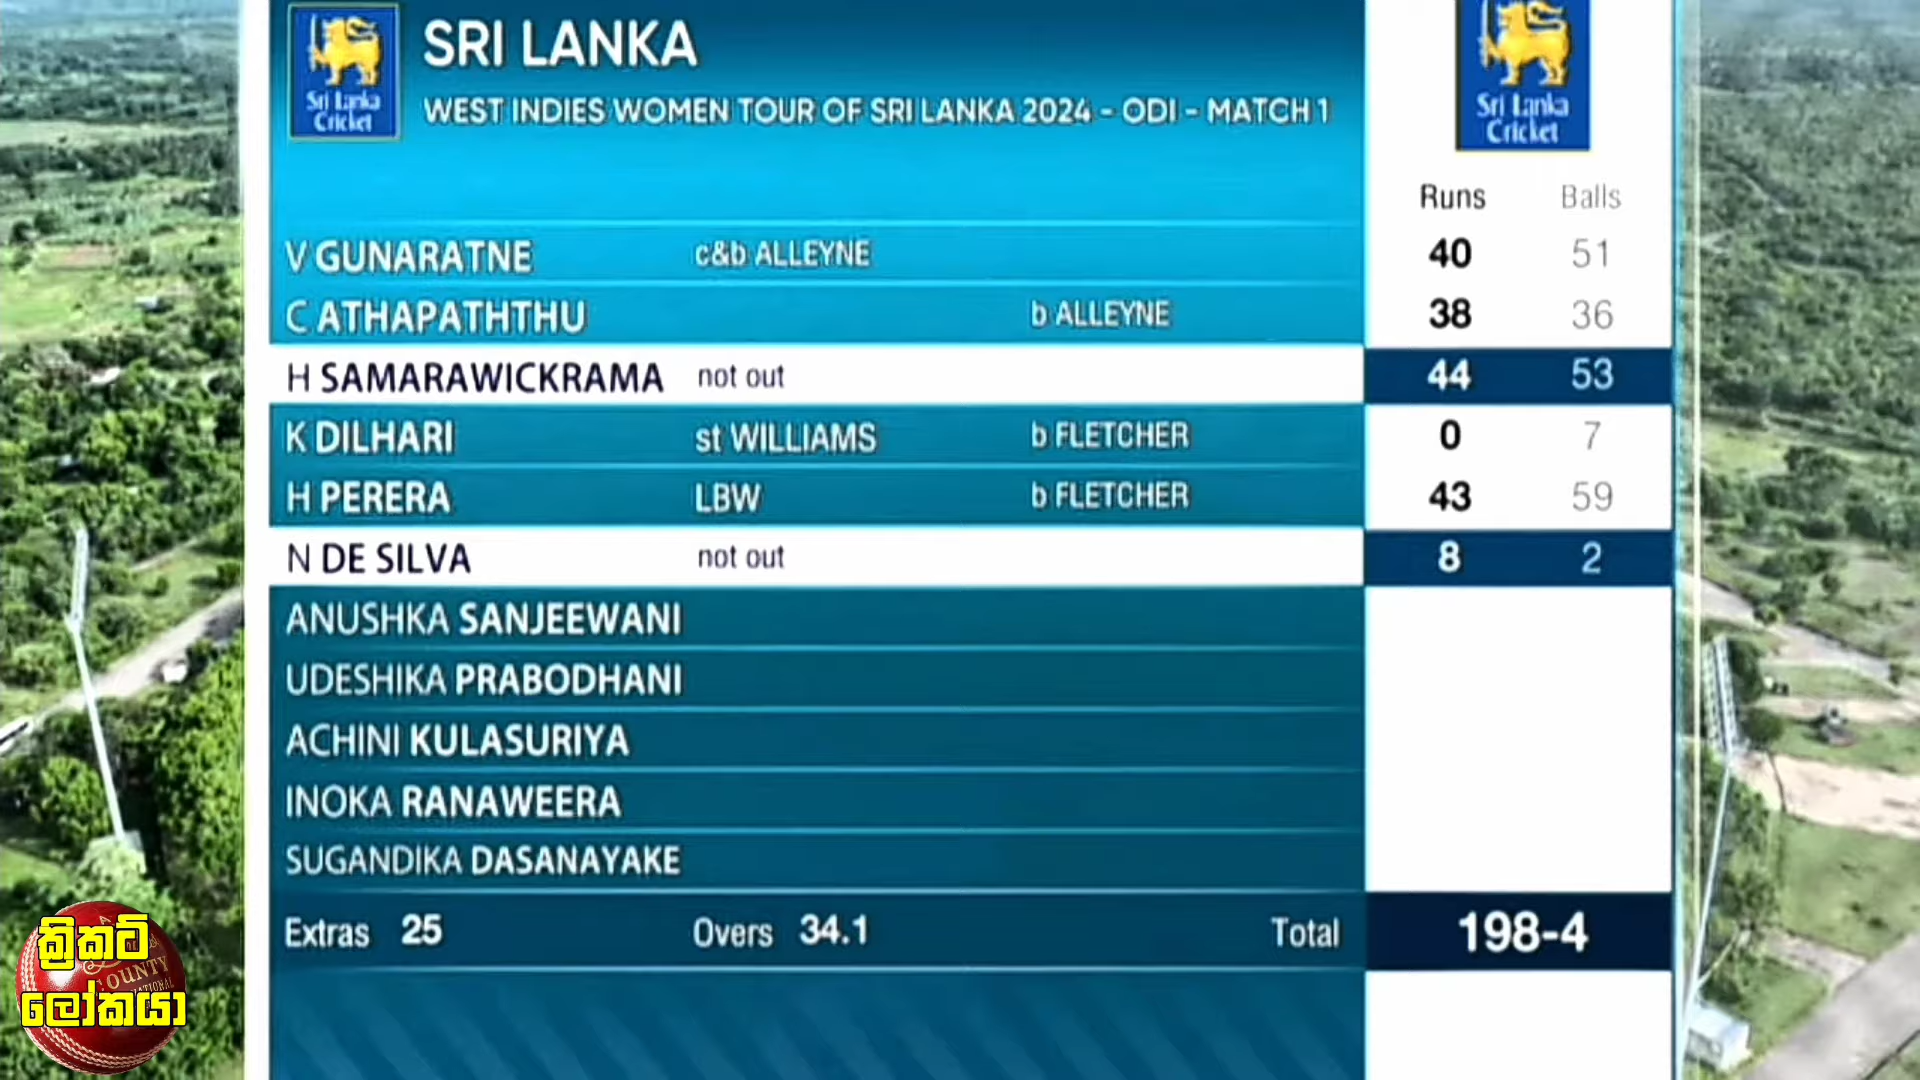 Sri Lanka
Cricket
SRI LANKA
WEST INDIES WOMEN TOUR OF SRI LANKA 2024 - ODI - MATCH 1
Sri Lanka
Cricket
Runs Balls
V GUNARATNE c&b ALLEYNE 40 51
C ATHAPATHTHU b ALLEYNE 38 36
H SAMARAWICKRAMA not out 44 53
K DILHARI st WILLIAMS b FLETCHER 0 7
H PERERA LBW b FLETCHER 43 59
N DE SILVA not out 8 2
ANUSHKA SANJEEWANI
UDESHIKA PRABODHANI
ACHINI KULASURIYA
INOKA RANAWEERA
SUGANDIKA DASANAYAKE
Extras 25 Overs 34.1 Total 198-4
ක්‍රිකට්
COUNTY
ලෝකයා